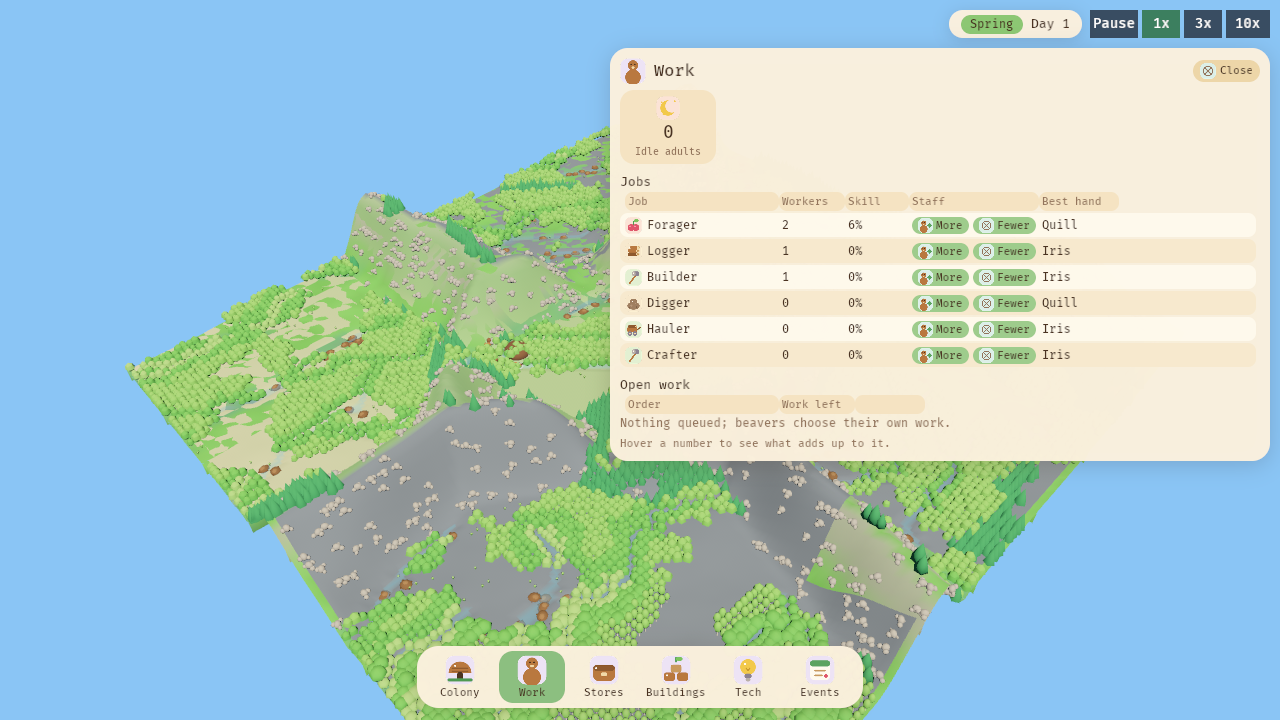 Spring Day 1 Pause 1x 3x 10x
Work Close
0
Idle adults
Jobs
Job Workers Skill Staff Best hand
Forager 2 6% More Fewer Quill
Logger 1 0% More Fewer Iris
Builder 1 0% More Fewer Iris
Digger 0 0% More Fewer Quill
Hauler 0 0% More Fewer Iris
Crafter 0 0% More Fewer Iris
Open work
Order Work left
Nothing queued; beavers choose their own work.
Hover a number to see what adds up to it.
Colony Work Stores Buildings Tech Events